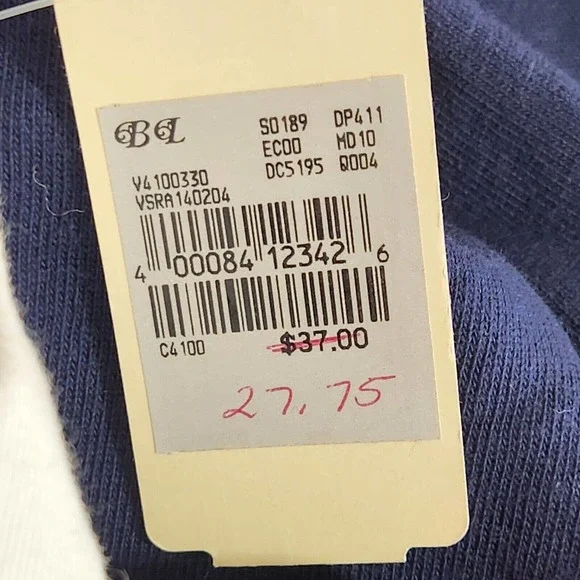 BL
S0189 DP411
EC00 MD10
DC5195 Q004
V4100330
VSRA140204
4 00084 12342 6
C4100 $37.00
27.75